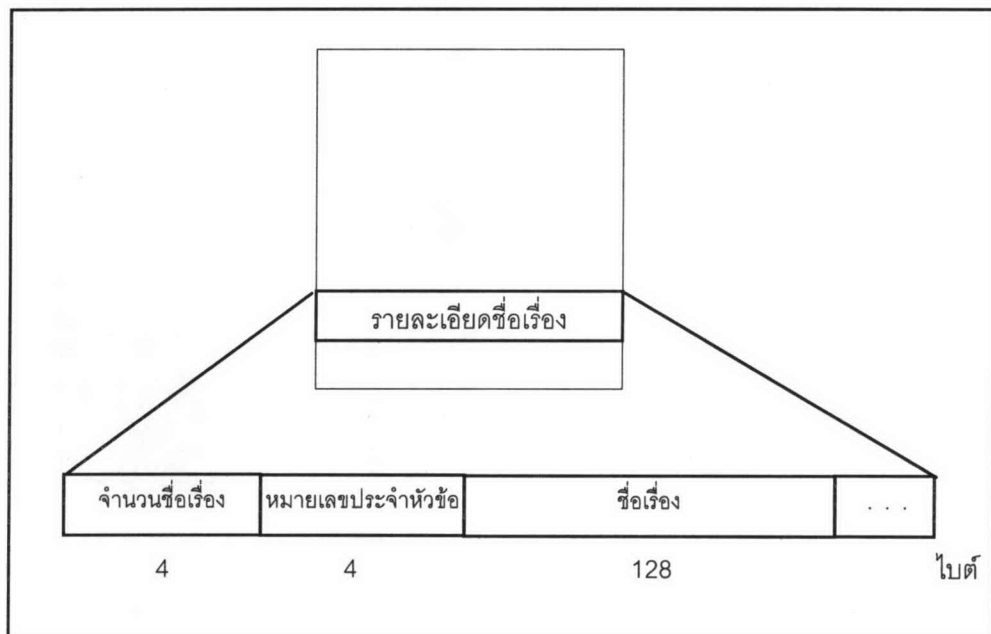 รายละเอียดชื่อเรื่อง
จำนวนชื่อเรื่อง หมายเลขประจำหัวข้อ ชื่อเรื่อง . . .
4 4 128 ไบต์